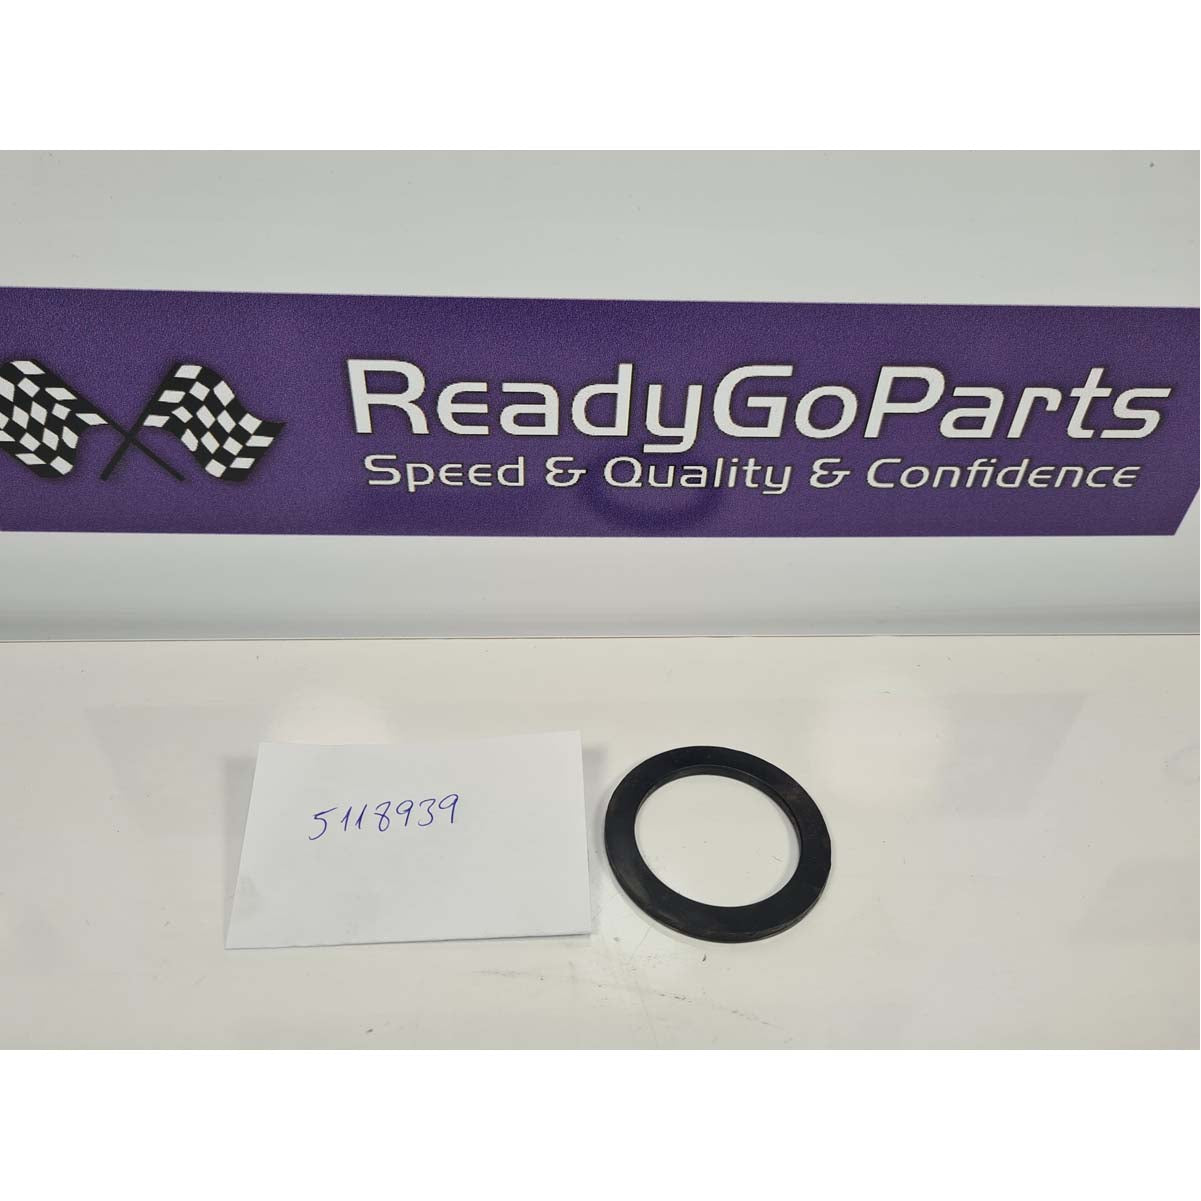 ReadyGoParts
Speed & Quality & Confidence
5118939